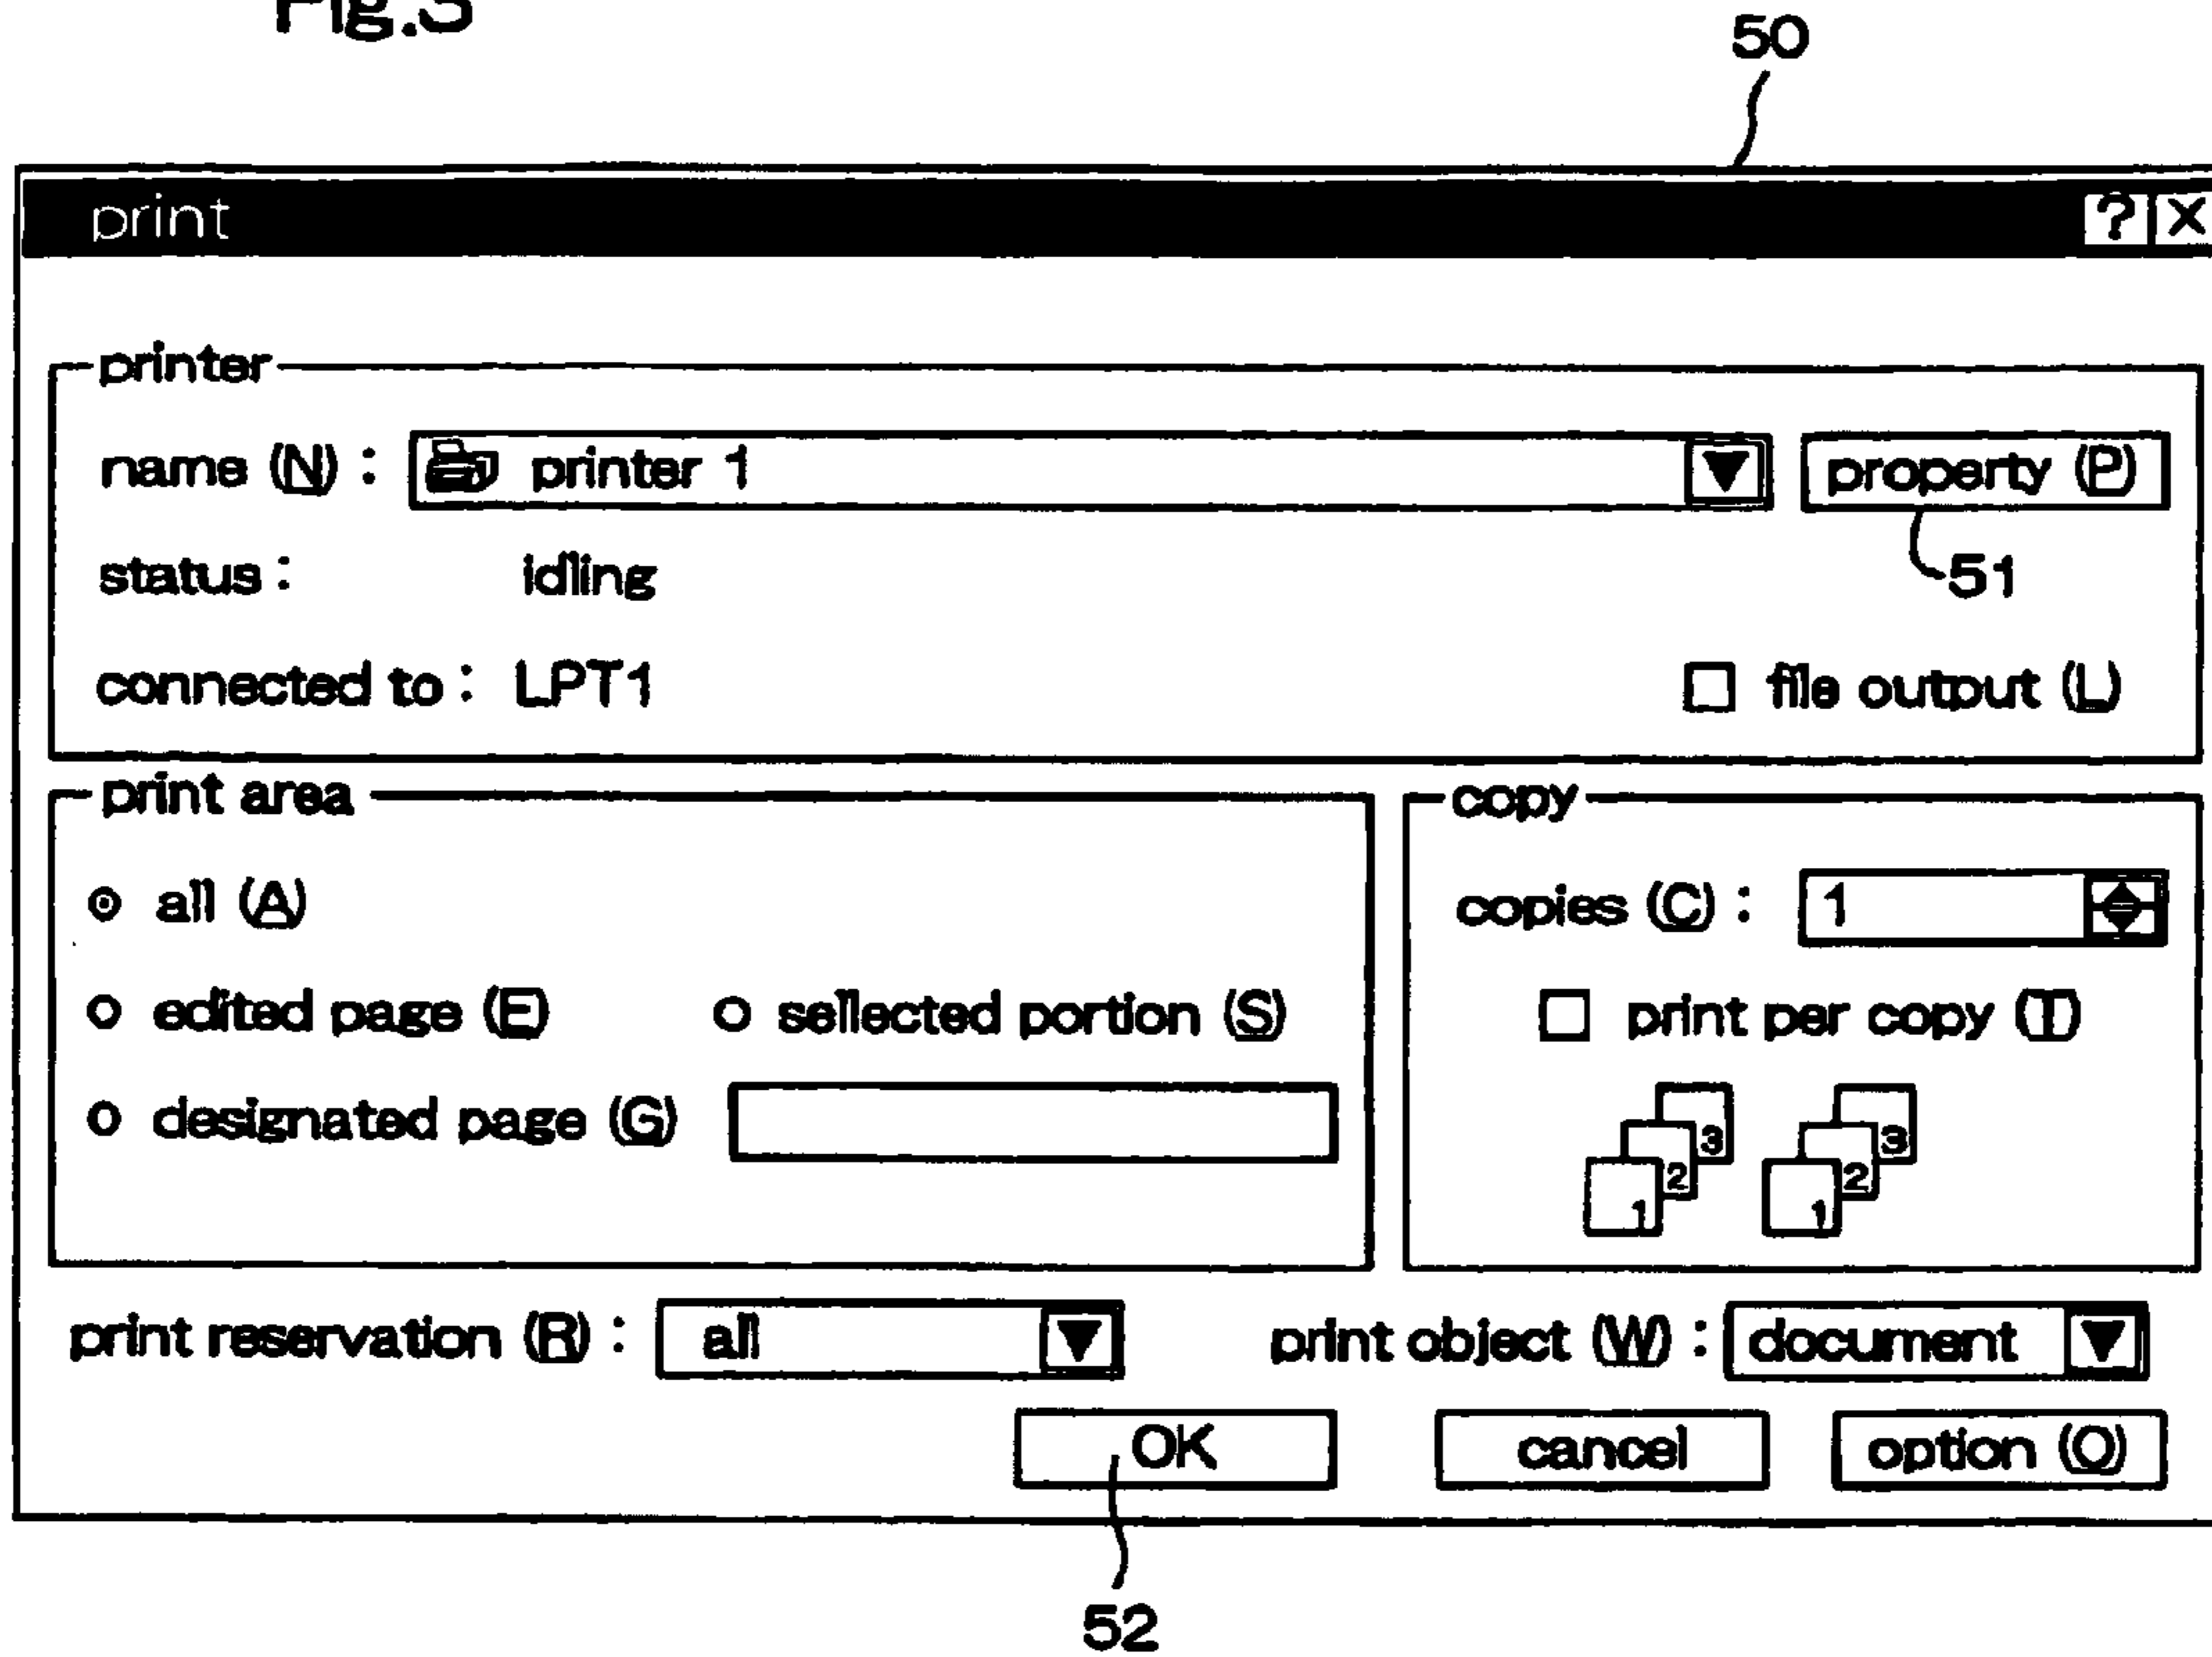 Fig.3
50
print ? X
printer
name (N) : printer 1 property (P)
51
status : idling
connected to : LPT1 file output (L)
print area
all (A)
edited page (E) selected portion (S)
designated page (G)
copy
copies (C) : 1
print per copy (T)
3 3
2 2
1 1
print reservation (R) : all print object (W) : document
OK cancel option (O)
52